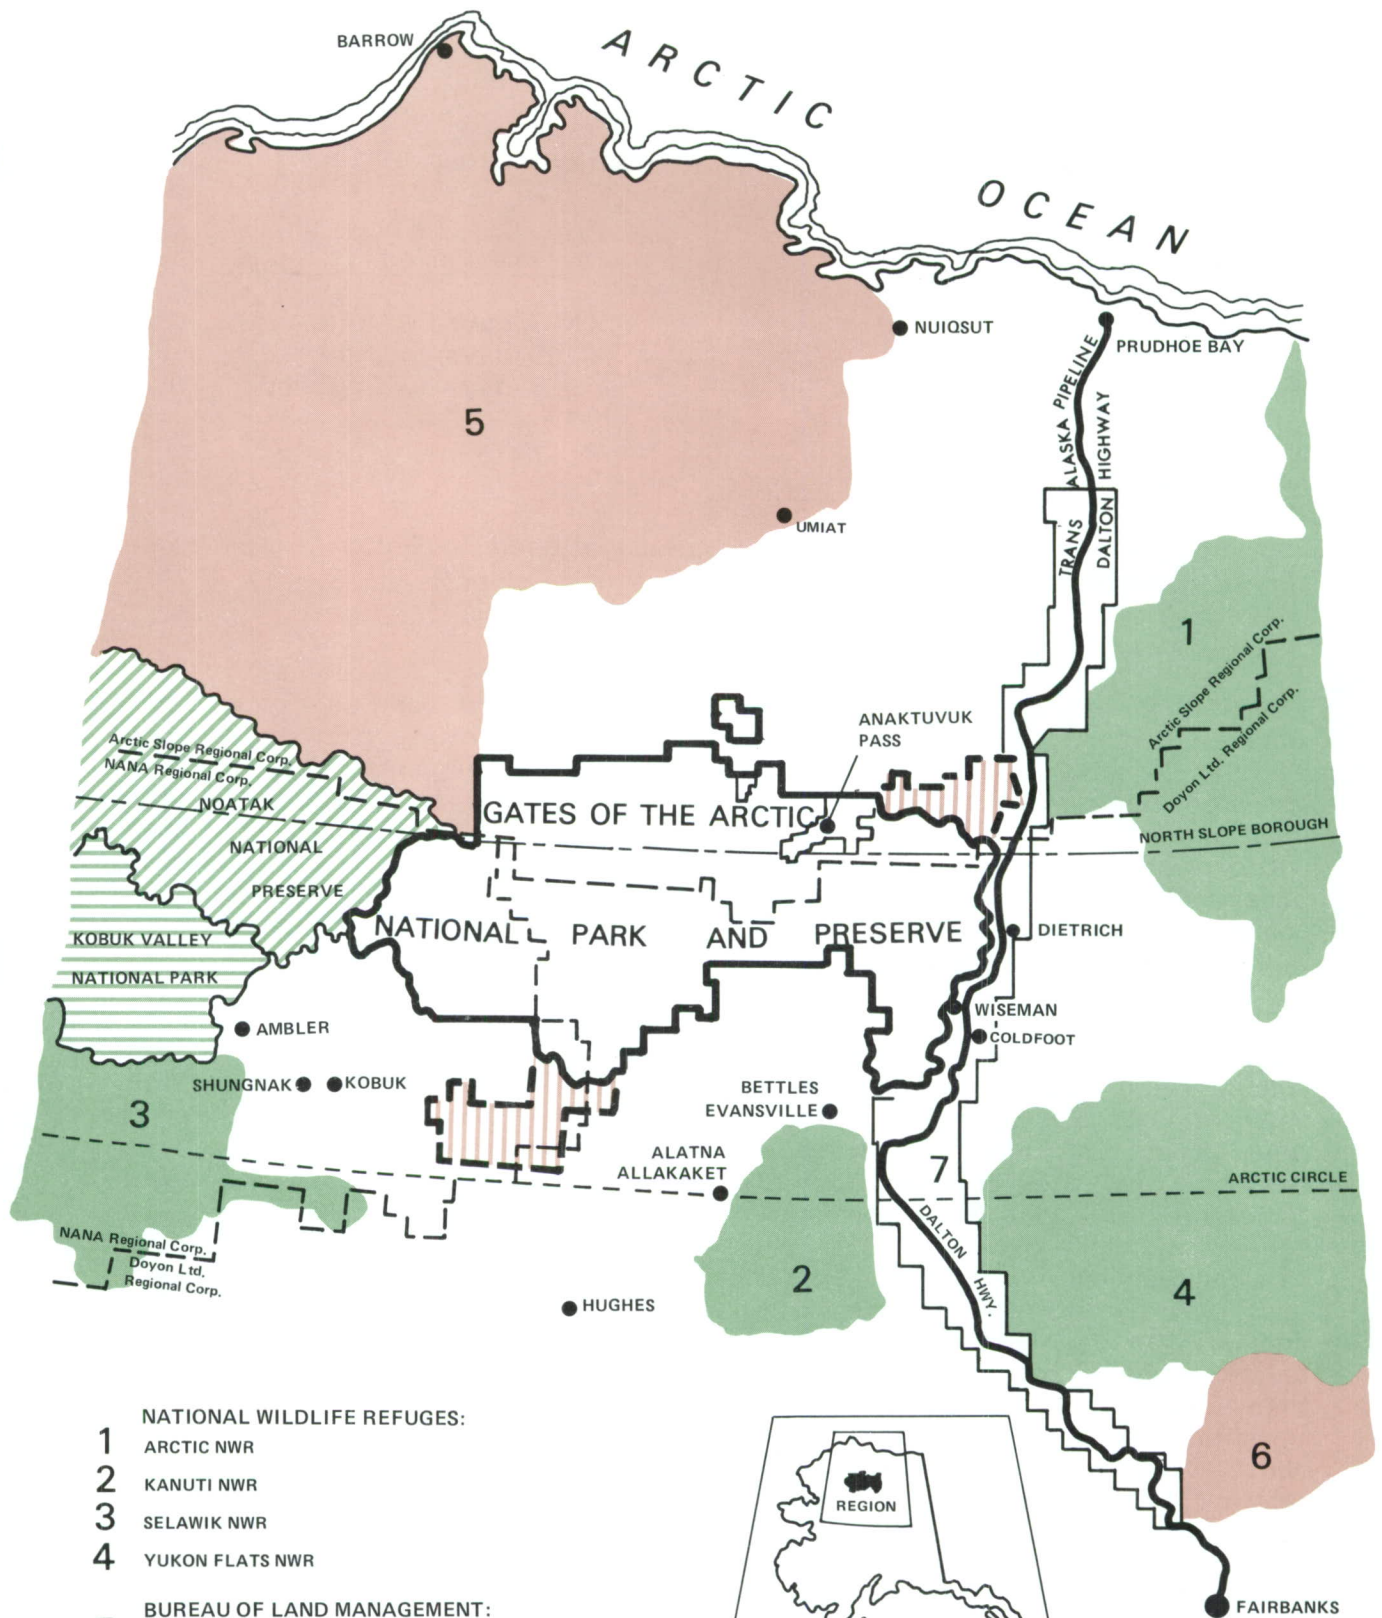 BARROW
ARCTIC
OCEAN
NUIQSUT
PRUDHOE BAY
TRANS ALASKA PIPELINE
DALTON HIGHWAY
5
UMIAT
1
Arctic Slope Regional Corp.
Doyon Ltd. Regional Corp.
ANAKTUVUK
PASS
Arctic Slope Regional Corp.
NANA Regional Corp.
NOATAK
NATIONAL
PRESERVE
GATES OF THE ARCTIC
NATIONAL PARK AND PRESERVE
NORTH SLOPE BOROUGH
KOBUK VALLEY
NATIONAL PARK
DIETRICH
WISEMAN
COLDFOOT
AMBLER
SHUNGNAK
KOBUK
3
BETTLES
EVANSVILLE
ALATNA
ALLAKAKET
7
ARCTIC CIRCLE
DALTON HWY.
NANA Regional Corp.
Doyon Ltd.
Regional Corp.
2
4
HUGHES
6
FAIRBANKS
NATIONAL WILDLIFE REFUGES:
1 ARCTIC NWR
2 KANUTI NWR
3 SELAWIK NWR
4 YUKON FLATS NWR
BUREAU OF LAND MANAGEMENT:
REGION